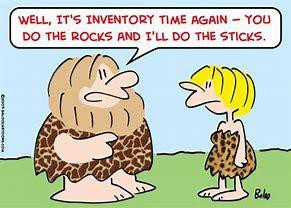 WELL, IT'S INVENTORY TIME AGAIN – YOU
DO THE ROCKS AND I'LL DO THE STICKS.